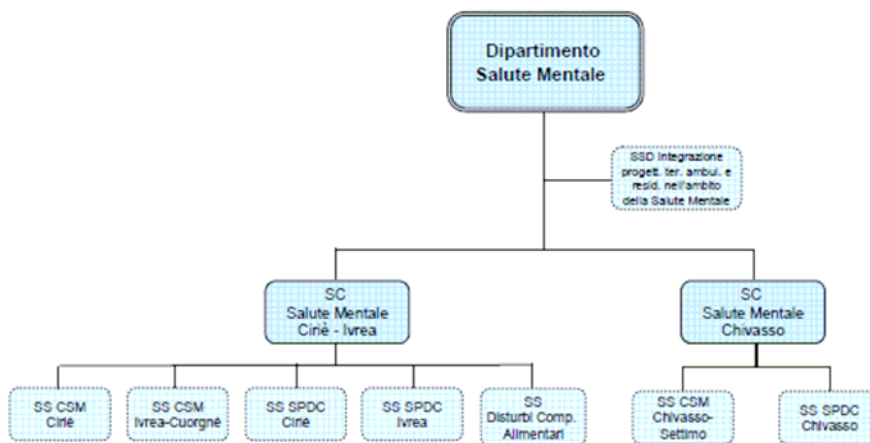 Dipartimento
Salute Mentale
SSD Integrazione
progett. ter. ambul. e
resid. nell'ambito
della Salute Mentale
SC
Salute Mentale
Ciriè - Ivrea
SC
Salute Mentale
Chivasso
SS CSM
Ciriè
SS CSM
Ivrea-Cuorgnè
SS SPDC
Ciriè
SS SPDC
Ivrea
SS
Disturbi Comp.
Alimentari
SS CSM
Chivasso-
Settimo
SS SPDC
Chivasso